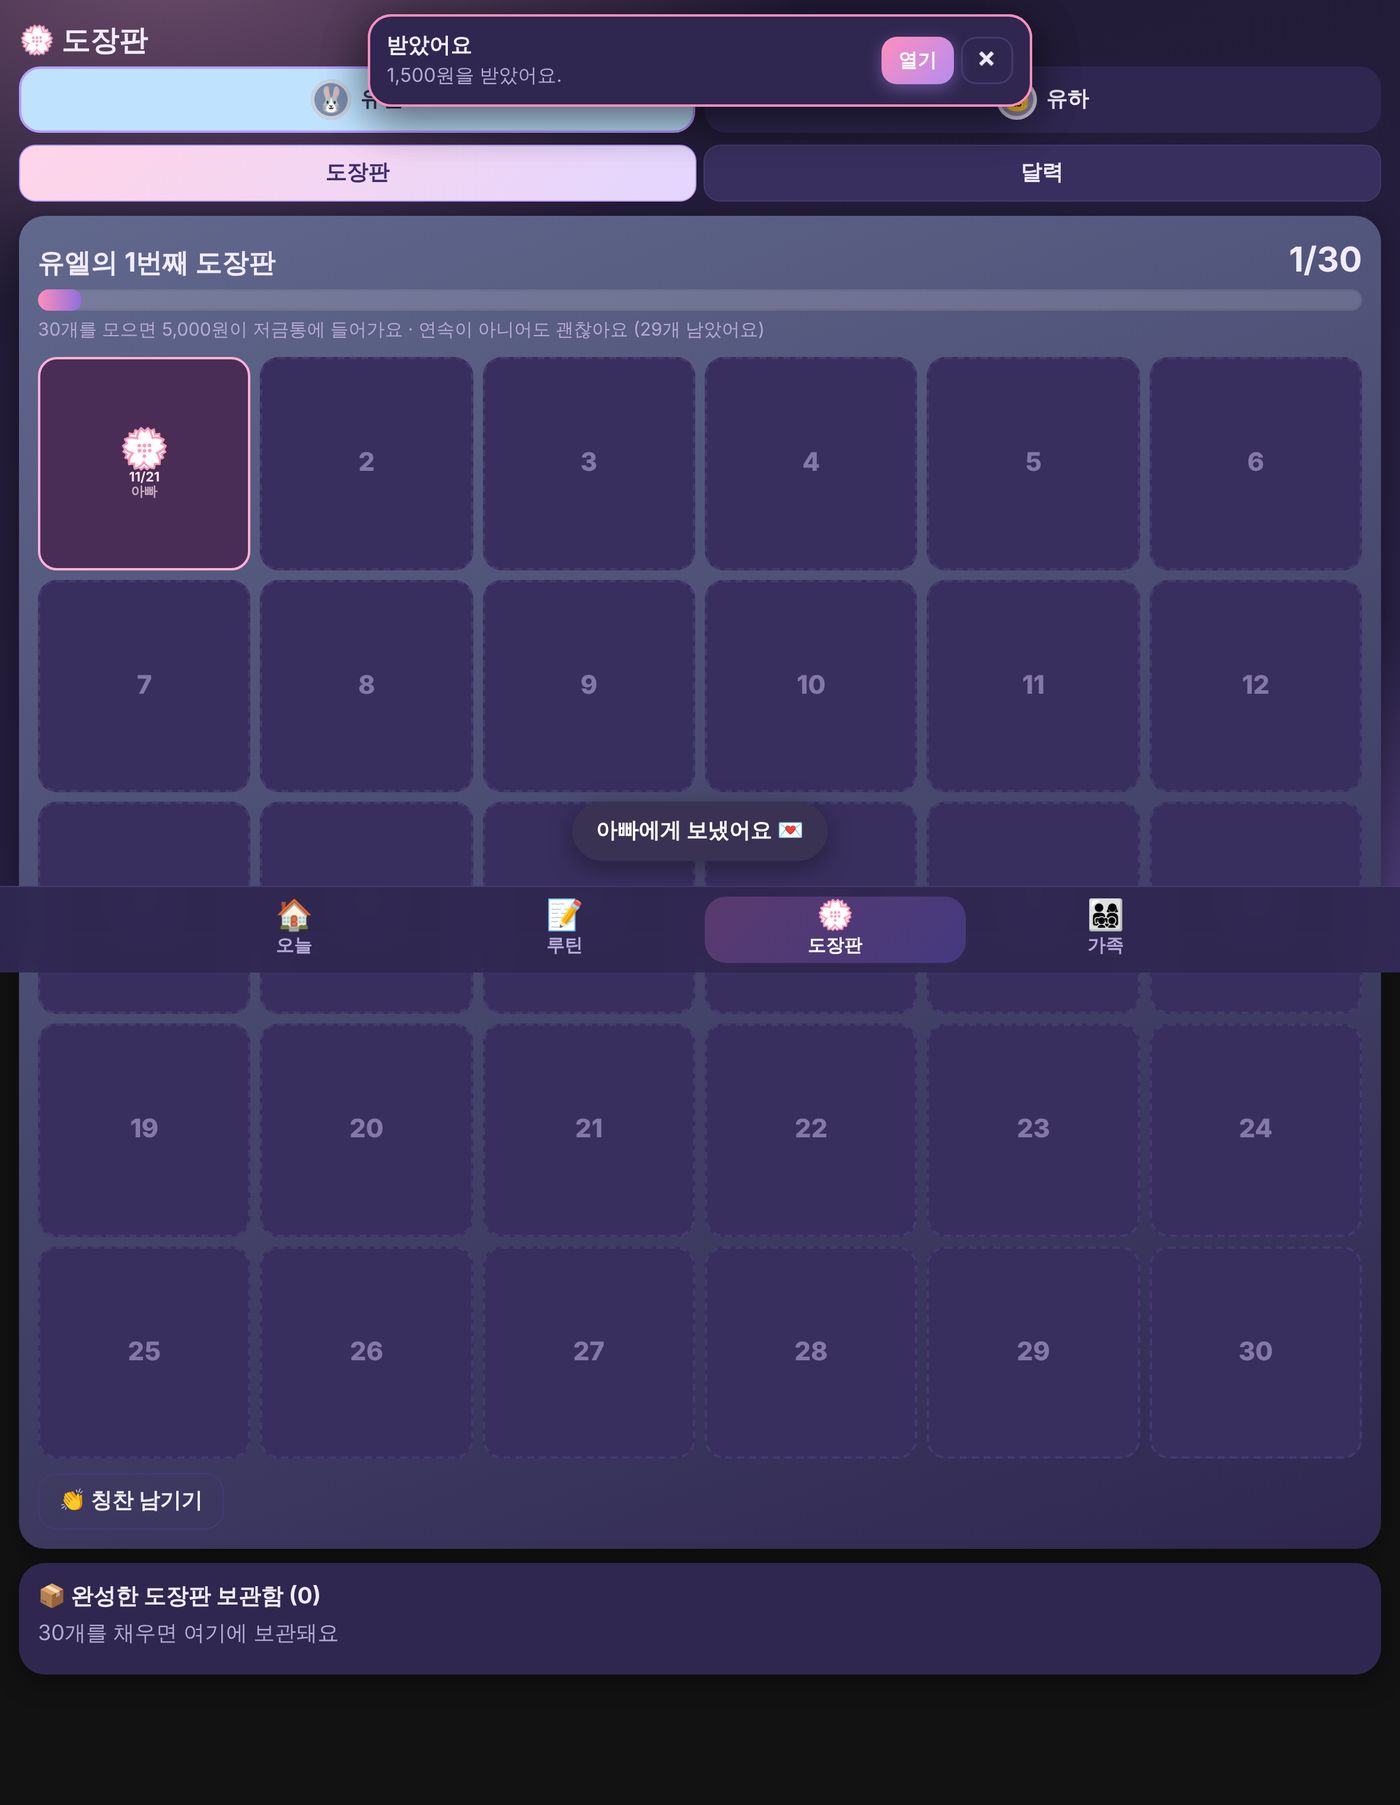 도장판
받았어요
1,500원을 받았어요.
열기
유하
도장판
달력
유엘의 1번째 도장판
1/30
30개를 모으면 5,000원이 저금통에 들어가요 · 연속이 아니어도 괜찮아요 (29개 남았어요)
11/21
아빠
2
3
4
5
6
7
8
9
10
11
12
아빠에게 보냈어요
오늘
루틴
도장판
가족
19
20
21
22
23
24
25
26
27
28
29
30
칭찬 남기기
완성한 도장판 보관함 (0)
30개를 채우면 여기에 보관돼요